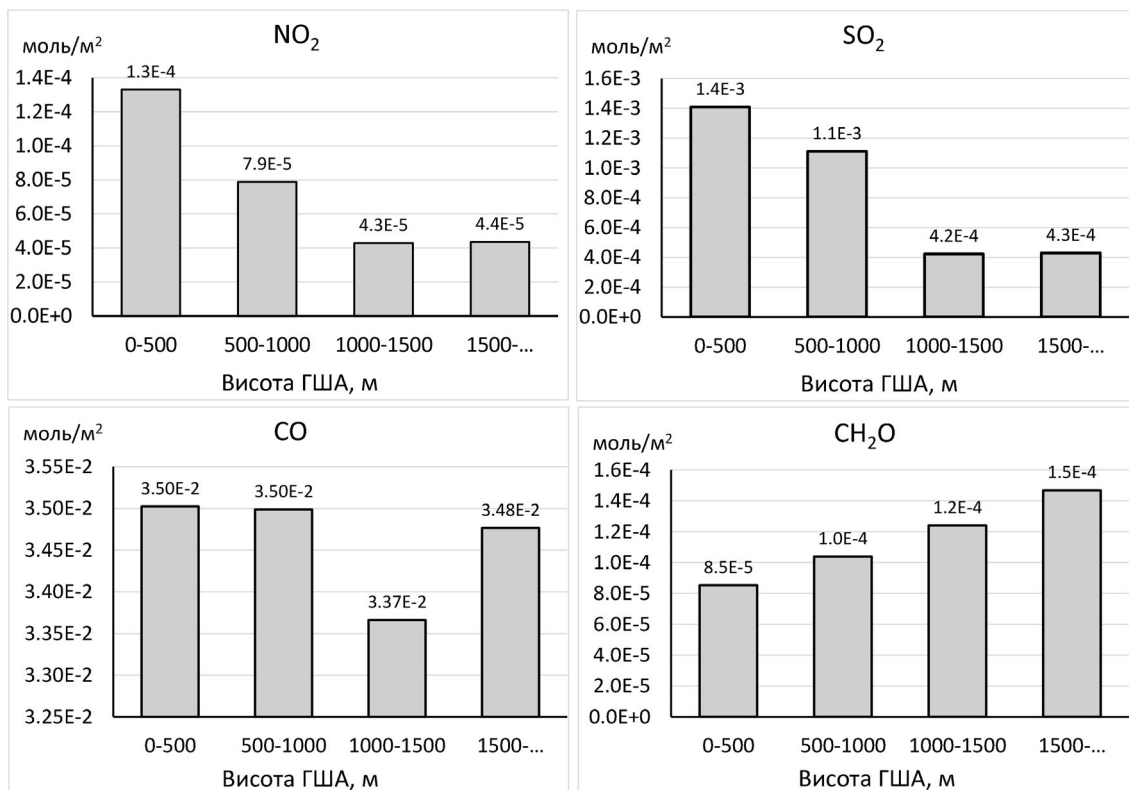 NO₂
моль/м²
1.4E-4
1.2E-4
1.0E-4
8.0E-5
6.0E-5
4.0E-5
2.0E-5
0.0E+0
1.3E-4
7.9E-5
4.3E-5
4.4E-5
0-500 500-1000 1000-1500 1500-...
Висота ГША, м
SO₂
моль/м²
1.6E-3
1.4E-3
1.2E-3
1.0E-3
8.0E-4
6.0E-4
4.0E-4
2.0E-4
0.0E+0
1.4E-3
1.1E-3
4.2E-4
4.3E-4
0-500 500-1000 1000-1500 1500-...
Висота ГША, м
CO
моль/м²
3.55E-2
3.50E-2
3.45E-2
3.40E-2
3.35E-2
3.30E-2
3.25E-2
3.50E-2
3.50E-2
3.37E-2
3.48E-2
0-500 500-1000 1000-1500 1500-...
Висота ГША, м
CH₂O
моль/м²
1.6E-4
1.4E-4
1.2E-4
1.0E-4
8.0E-5
6.0E-5
4.0E-5
2.0E-5
0.0E+0
8.5E-5
1.0E-4
1.2E-4
1.5E-4
0-500 500-1000 1000-1500 1500-...
Висота ГША, м